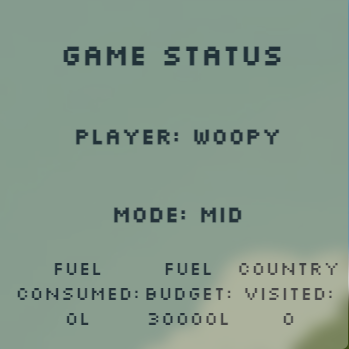 GAME STATUS
PLAYER: WOOPY
MODE: MID
FUEL CONSUMED: 0L
FUEL BUDGET: 30000L
COUNTRY VISITED: 0